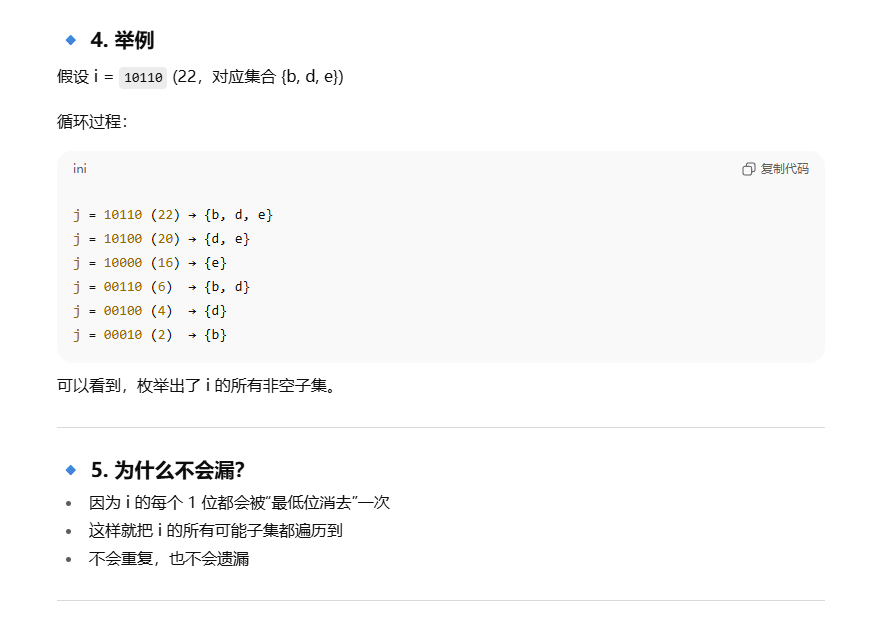 4. 举例
假设 i = 10110 (22，对应集合 {b, d, e})
循环过程：
ini 复制代码
j = 10110 (22) → {b, d, e}
j = 10100 (20) → {d, e}
j = 10000 (16) → {e}
j = 00110 (6)  → {b, d}
j = 00100 (4)  → {d}
j = 00010 (2)  → {b}
可以看到，枚举出了 i 的所有非空子集。
5. 为什么不会漏？
因为 i 的每个 1 位都会被“最低位消去”一次
这样就把 i 的所有可能子集都遍历到
不会重复，也不会遗漏